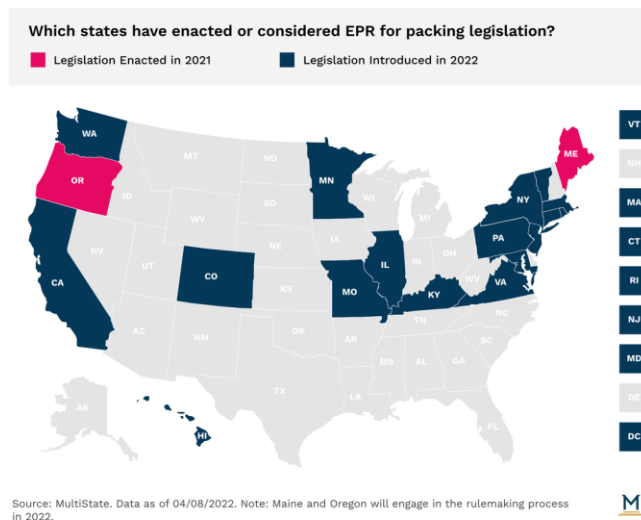 Which states have enacted or considered EPR for packing legislation?
Legislation Enacted in 2021
Legislation Introduced in 2022
WA
MT
ND
MN
ME
VT
OR
ID
SD
WI
NY
NH
WY
MI
MA
IA
PA
NE
CT
NV
IL
IN
OH
UT
CO
CA
WV
VA
RI
KS
MO
KY
NJ
NC
TN
AZ
NM
OK
AR
SC
MD
MS
AL
GA
DE
TX
LA
AK
FL
HI
DC
Source: MultiState. Data as of 04/08/2022. Note: Maine and Oregon will engage in the rulemaking process
in 2022.
M